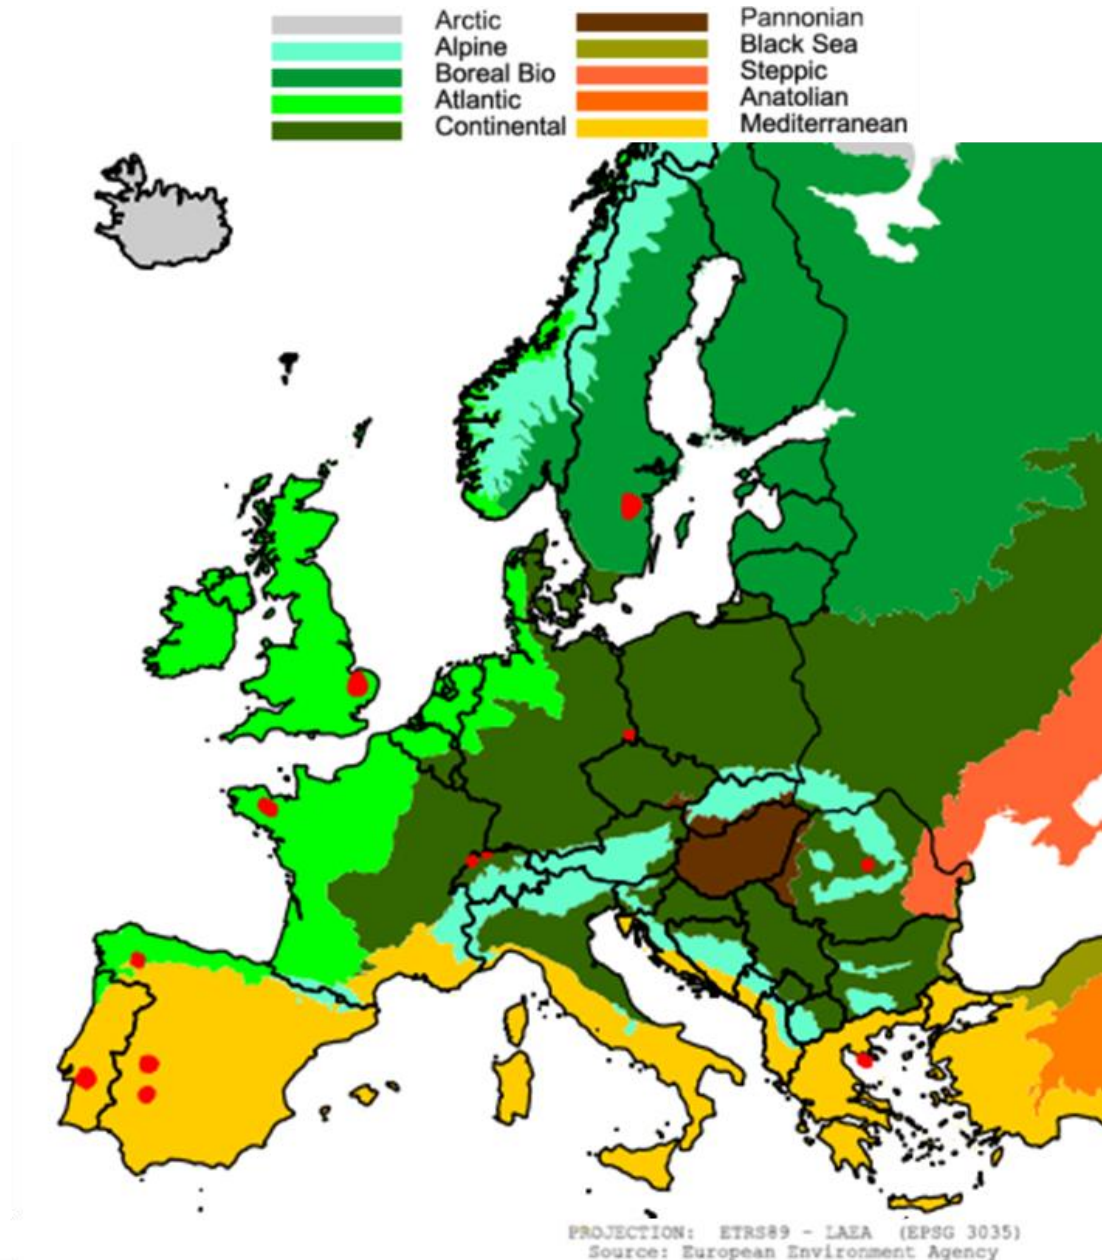 Arctic
Alpine
Boreal Bio
Atlantic
Continental
Pannonian
Black Sea
Steppic
Anatolian
Mediterranean
PROJECTION: ETRS89 - LAEA (EPSG 3035)
Source: European Environment Agency